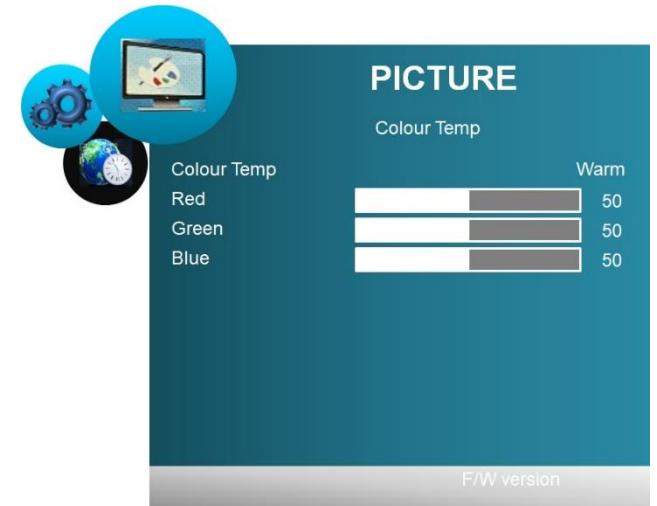 PICTURE
Colour Temp
Colour Temp Warm
Red 50
Green 50
Blue 50
F/W version